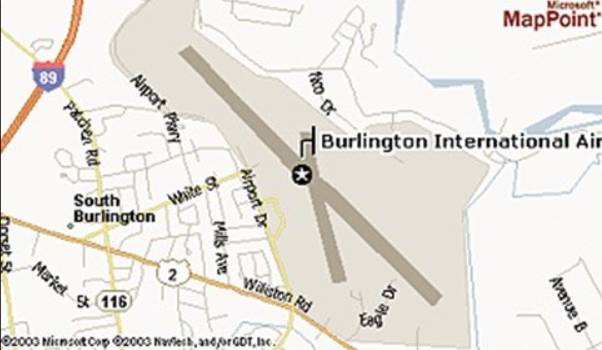 Microsoft®
MapPoint®
89
Airport Pkwy
Patchen Rd
Burlington International Air
South
Burlington
White St
Airport Dr
Mills Ave
Dorset St
Market St
116
2
Williston Rd
Eagle Dr
Avenue B
©2003 Microsoft Corp ©2003 NavTech, and/or GDT, Inc.